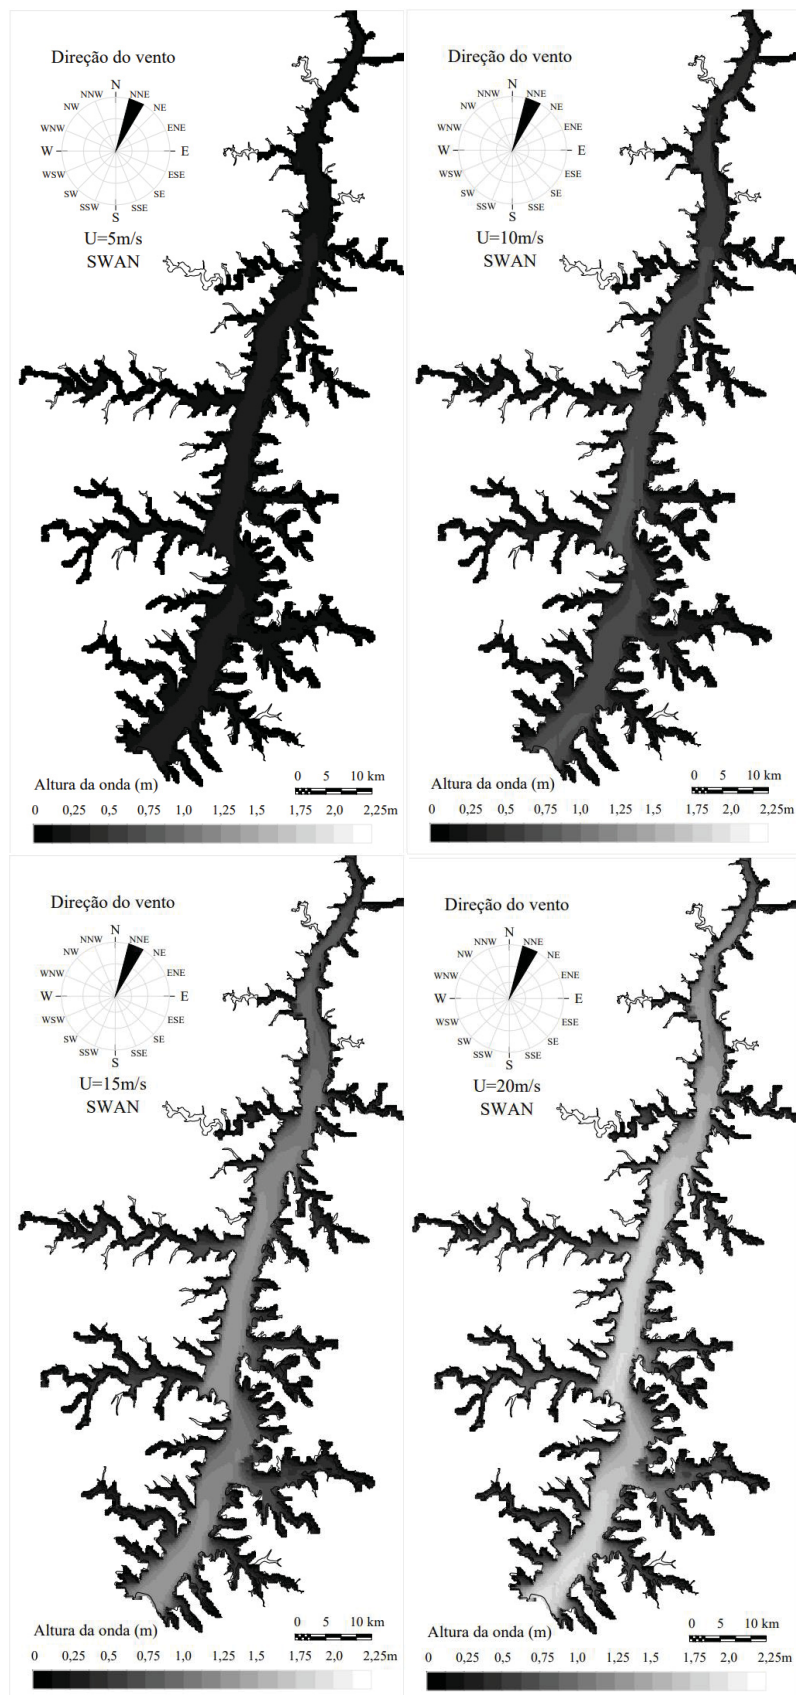 Direção do vento
N
NNW
NNE
NW
NE
WNW
ENE
W
E
WSW
ESE
SW
SE
SSW
SSE
S
U=5m/s
SWAN
0 5 10 km
Altura da onda (m)
0 0,25 0,5 0,75 1,0 1,25 1,5 1,75 2,0 2,25m
Direção do vento
N
NNW
NNE
NW
NE
WNW
ENE
W
E
WSW
ESE
SW
SE
SSW
SSE
S
U=10m/s
SWAN
0 5 10 km
Altura da onda (m)
0 0,25 0,5 0,75 1,0 1,25 1,5 1,75 2,0 2,25m
Direção do vento
N
NNW
NNE
NW
NE
WNW
ENE
W
E
WSW
ESE
SW
SE
SSW
SSE
S
U=15m/s
SWAN
0 5 10 km
Altura da onda (m)
0 0,25 0,5 0,75 1,0 1,25 1,5 1,75 2,0 2,25m
Direção do vento
N
NNW
NNE
NW
NE
WNW
ENE
W
E
WSW
ESE
SW
SE
SSW
SSE
S
U=20m/s
SWAN
0 5 10 km
Altura da onda (m)
0 0,25 0,5 0,75 1,0 1,25 1,5 1,75 2,0 2,25m